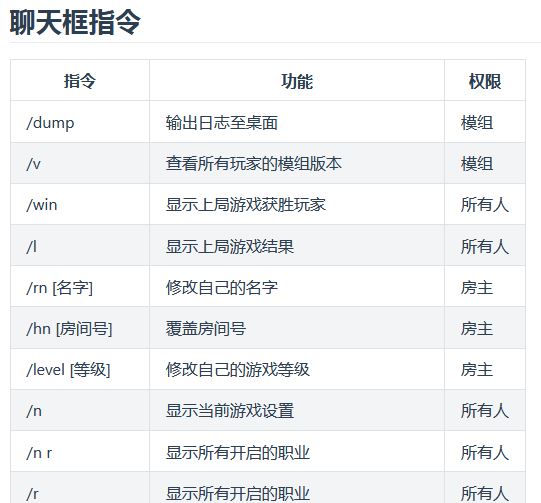 聊天框指令
指令 功能 权限
/dump 输出日志至桌面 模组
/v 查看所有玩家的模组版本 模组
/win 显示上局游戏获胜玩家 所有人
/l 显示上局游戏结果 所有人
/rn [名字] 修改自己的名字 房主
/hn [房间号] 覆盖房间号 房主
/level [等级] 修改自己的游戏等级 房主
/n 显示当前游戏设置 所有人
/n r 显示所有开启的职业 所有人
/r 显示所有开启的职业 所有人